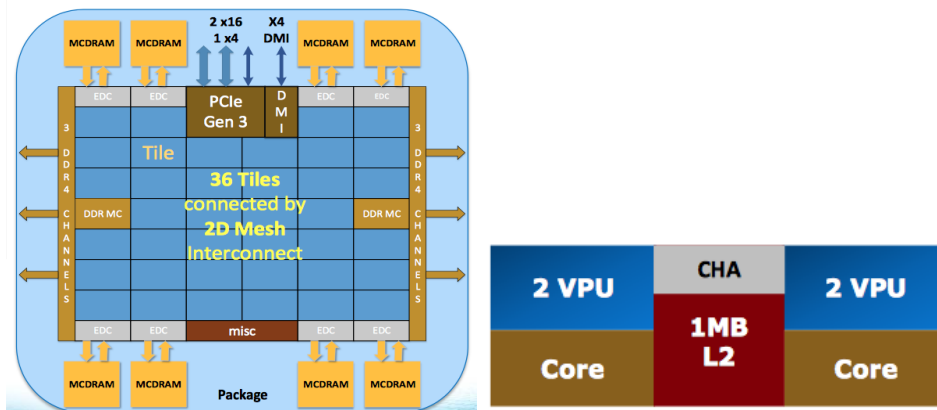 2 x16
X4
1 x4
DMI
MCDRAM
MCDRAM
MCDRAM
MCDRAM
EDC
EDC
PCIe
Gen 3
D
M
I
EDC
EDC
3
D
D
R
4
C
H
A
N
N
E
L
S
Tile
36 Tiles
connected by
2D Mesh
Interconnect
DDR MC
DDR MC
3
D
D
R
4
C
H
A
N
N
E
L
S
EDC
EDC
misc
EDC
EDC
MCDRAM
MCDRAM
Package
MCDRAM
MCDRAM
2 VPU
CHA
2 VPU
1MB
L2
Core
Core